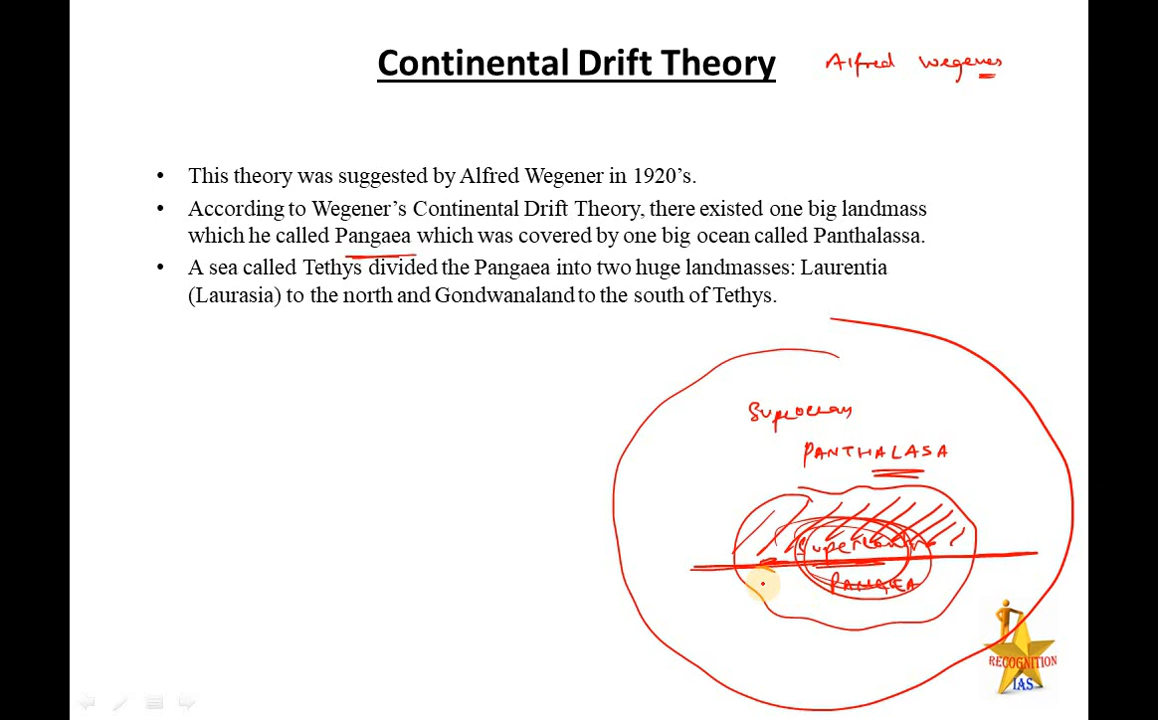 Continental Drift Theory
Alfred Wegener
• This theory was suggested by Alfred Wegener in 1920’s.
• According to Wegener’s Continental Drift Theory, there existed one big landmass
which he called Pangaea which was covered by one big ocean called Panthalassa.
• A sea called Tethys divided the Pangaea into two huge landmasses: Laurentia
(Laurasia) to the north and Gondwanaland to the south of Tethys.
PANTHALASA
PANGEA
RECOGNITION
IAS